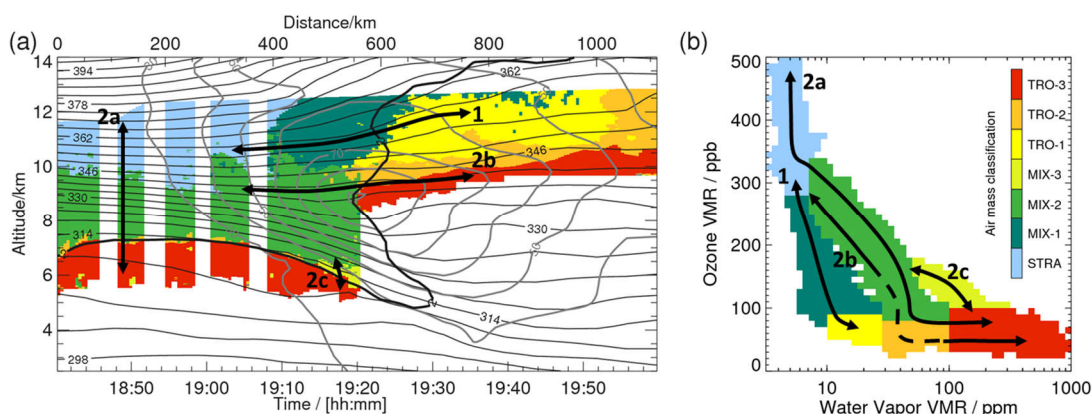 (a)
Distance/km
0 200 400 600 800 1000
14
12
10
8
6
4
Altitude/km
394
378
362
346
330
314
298
362
346
330
314
30
70
30
2a
1
2b
2c
18:50 19:00 19:10 19:20 19:30 19:40 19:50
Time / [hh:mm]
(b)
500
400
300
200
100
0
Ozone VMR / ppb
2a
1
2b
2c
10 100 1000
Water Vapor VMR / ppm
Air mass classification
TRO-3
TRO-2
TRO-1
MIX-3
MIX-2
MIX-1
STRA